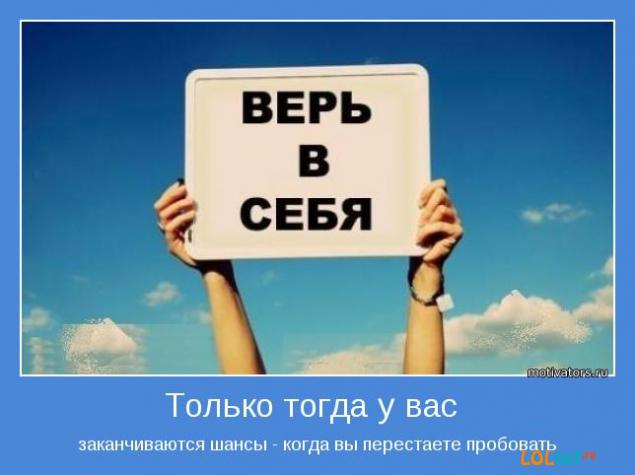 ВЕРЬ
В
СЕБЯ
motivators.ru
Только тогда у вас
заканчиваются шансы - когда вы перестаете пробовать